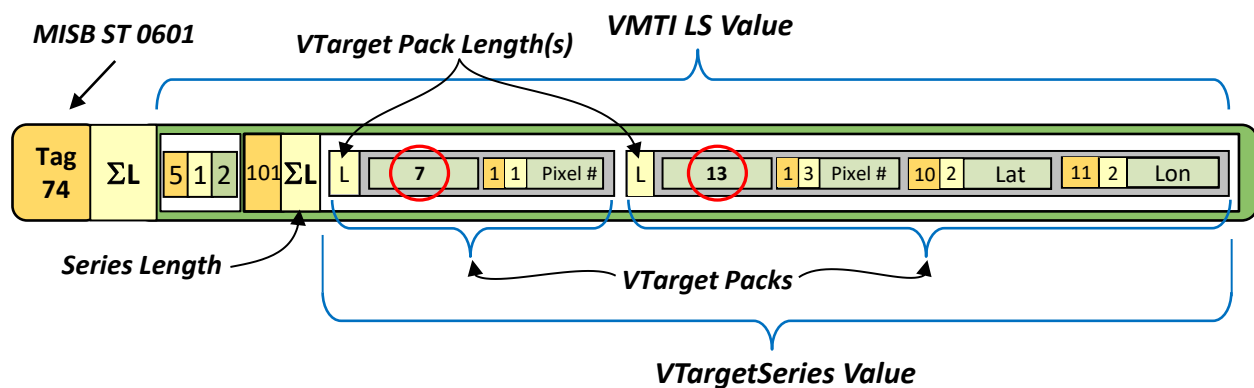 MISB ST 0601
VTarget Pack Length(s)
VMTI LS Value
Tag
74
ΣL
5 1 2
101 ΣL
L 7 1 1 Pixel #
L 13 1 3 Pixel # 10 2 Lat 11 2 Lon
Series Length
VTarget Packs
VTargetSeries Value